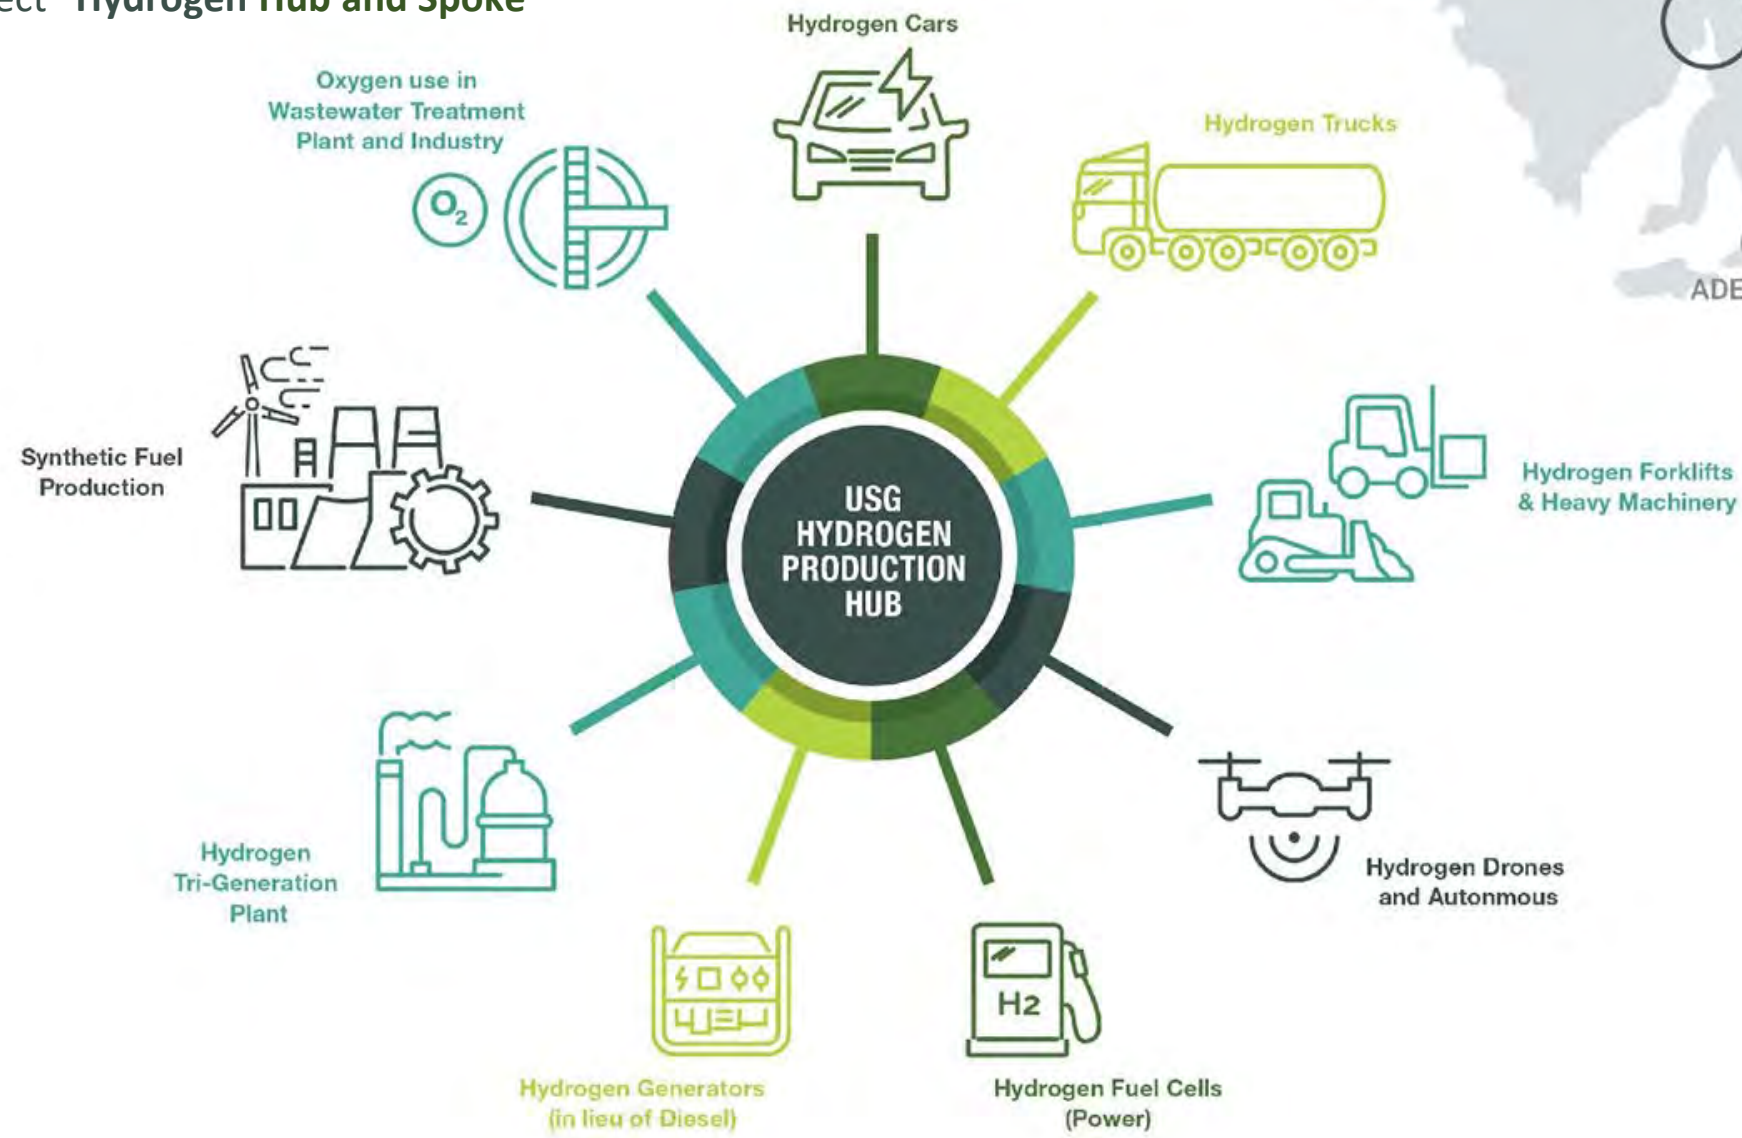 ect "Hydrogen Hub and Spoke"
Hydrogen Cars
Oxygen use in
Wastewater Treatment
Plant and Industry
O2
Hydrogen Trucks
ADE
Synthetic Fuel
Production
USG
HYDROGEN
PRODUCTION
HUB
Hydrogen Forklifts
& Heavy Machinery
Hydrogen
Tri-Generation
Plant
Hydrogen Drones
and Autonmous
H2
Hydrogen Generators
(in lieu of Diesel)
Hydrogen Fuel Cells
(Power)